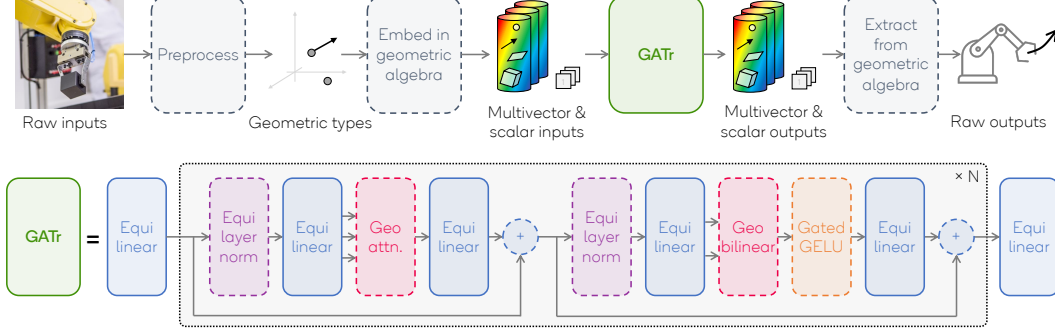 Raw inputs
Preprocess
Geometric types
Embed in
geometric
algebra
Multivector &
scalar inputs
GATr
Multivector &
scalar outputs
Extract
from
geometric
algebra
Raw outputs
GATr
=
Equi
linear
Equi
layer
norm
Equi
linear
Geo
attn.
Equi
linear
+
Equi
layer
norm
Equi
linear
Geo
bilinear
Gated
GELU
Equi
linear
+
× N
Equi
linear